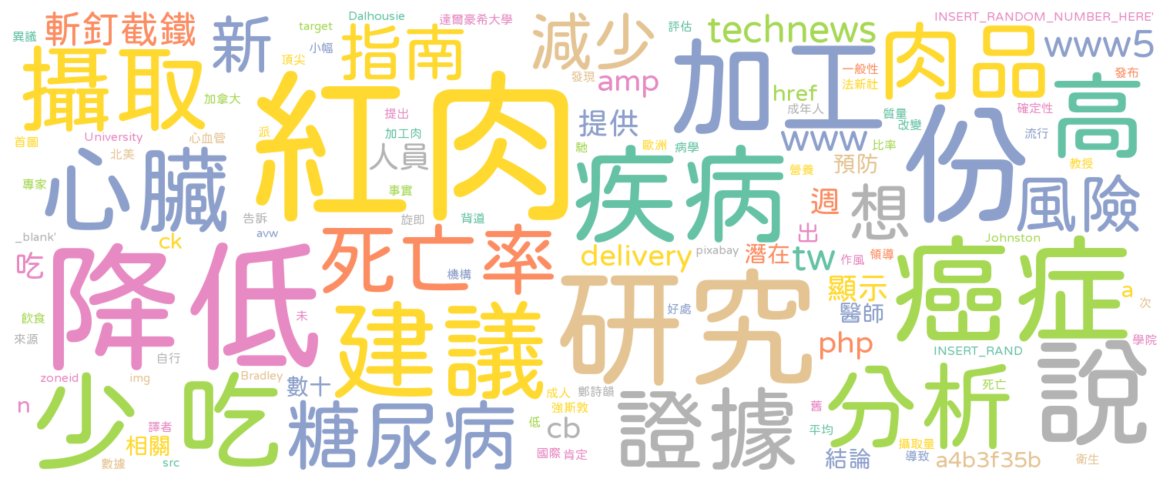 異議 斬釘截鐵 新 target Dalhousie 達爾豪希大學 減少 評估 technews INSERT_RANDOM_NUMBER_HERE'
小幅 頂尖 指南 肉品 www5
攝取 加拿大 發現 amp 加工 href 一般性 法新社 發布 高
紅肉 提出 加工肉 提供 成年人 質量 改變 確定性
首圖 University 心血管 派 人員 www 比率 份 流行
北美 馳 歐洲 病學 預防 教授
專家 心臟 事實 疾病 營養 週 想 風險
_blank' ck 告訴 avw 旋即 背道 出 Johnston
吃 死亡率 delivery pixabay 潛在 tw 作風 領導
降低 機構 研究 顯示 癌症 a
飲食 未 建議 好處 醫師 次
來源 自行 php INSERT_RAND 學院
zoneid img Bradley 數十 成人 鄭詩韻 死亡 說
n 少吃 糖尿病 低 強斯敦 證據 舊 分析
譯者 相關 cb 平均 攝取量
數據 src 國際 肯定 結論 導致 a4b3f35b 衛生